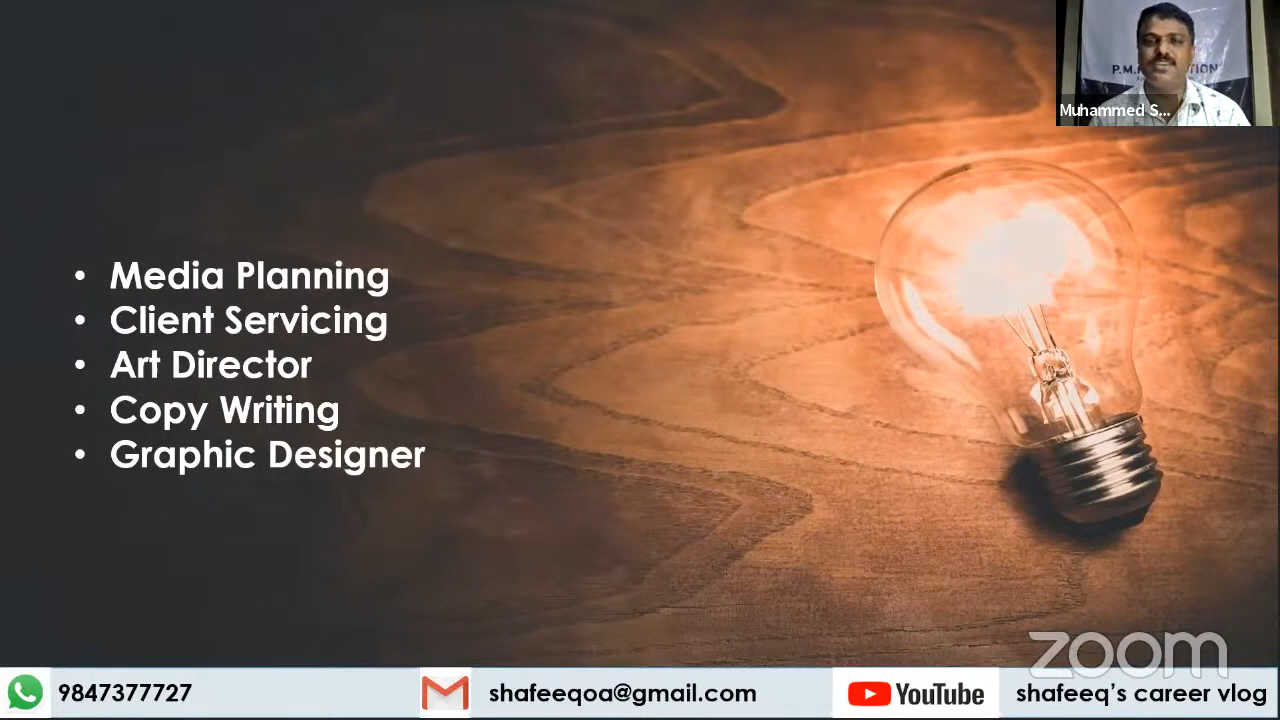 Muhammed S...
• Media Planning
• Client Servicing
• Art Director
• Copy Writing
• Graphic Designer
zoom
9847377727
shafeeqoa@gmail.com
YouTube
shafeeq's career vlog